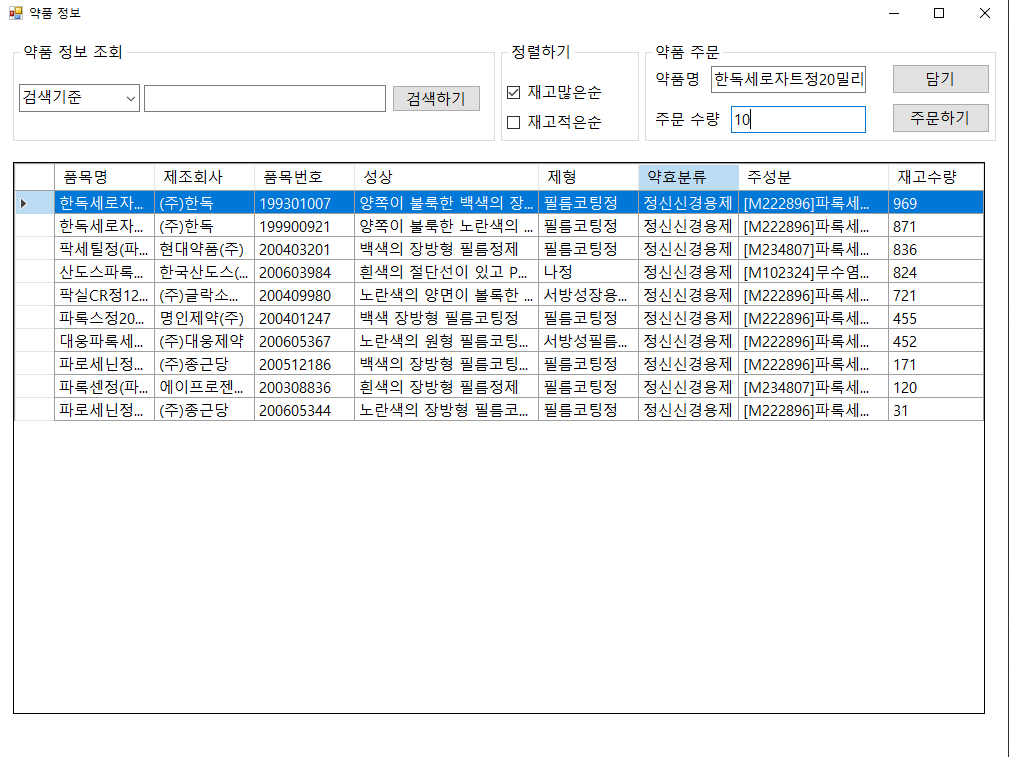 약품 정보
약품 정보 조회
검색기준
검색하기
정렬하기
재고많은순
재고적은순
약품 주문
약품명 한독세로자트정20밀리 담기
주문 수량 10 주문하기
품목명 제조회사 품목번호 성상 제형 약효분류 주성분 재고수량
한독세로자... (주)한독 199301007 양쪽이 볼록한 백색의 장... 필름코팅정 정신신경용제 [M222896]파록세... 969
한독세로자... (주)한독 199900921 양쪽이 볼록한 노란색의 ... 필름코팅정 정신신경용제 [M222896]파록세... 871
팍세틸정(파... 현대약품(주) 200403201 백색의 장방형 필름정제 필름코팅정 정신신경용제 [M234807]파록세... 836
산도스파록... 한국산도스(... 200603984 흰색의 절단선이 있고 P... 나정 정신신경용제 [M102324]무수염... 824
팍실CR정12... (주)글락소... 200409980 노란색의 양면이 볼록한 ... 서방성장용... 정신신경용제 [M222896]파록세... 721
파록스정20... 명인제약(주) 200401247 백색 장방형 필름코팅정 필름코팅정 정신신경용제 [M222896]파록세... 455
대웅파록세... (주)대웅제약 200605367 노란색의 원형 필름코팅... 서방성필름... 정신신경용제 [M222896]파록세... 452
파로세닌정... (주)종근당 200512186 백색의 장방형 필름코팅... 필름코팅정 정신신경용제 [M222896]파록세... 171
파록센정(파... 에이프로젠... 200308836 흰색의 장방형 필름정제 필름코팅정 정신신경용제 [M234807]파록세... 120
파로세닌정... (주)종근당 200605344 노란색의 장방형 필름코... 필름코팅정 정신신경용제 [M222896]파록세... 31